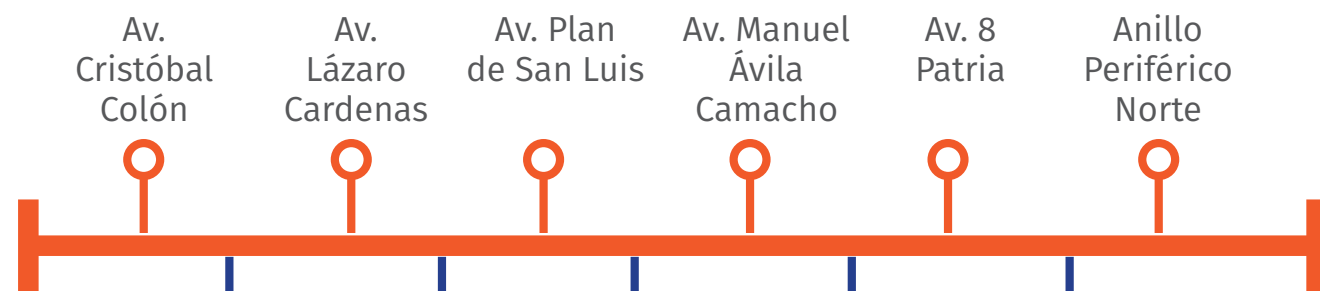 Av.
Cristóbal
Colón
Av.
Lázaro
Cardenas
Av. Plan
de San Luis
Av. Manuel
Ávila
Camacho
Av. 8
Patria
Anillo
Periférico
Norte